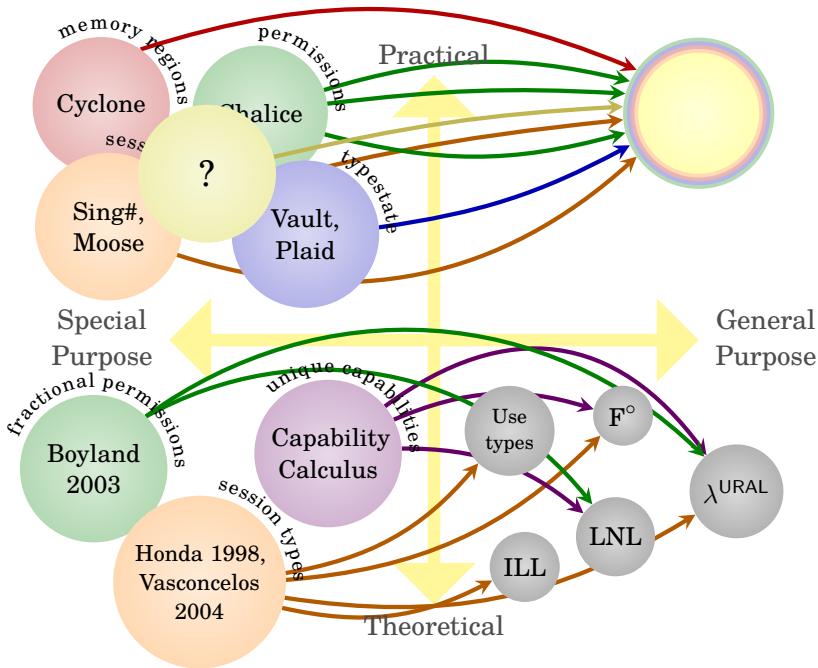 memory regions
permissions
Practical
Cyclone
Chalice
sess
typestate
?
Sing#,
Moose
Vault,
Plaid
Special
Purpose
General
Purpose
fractional permissions
unique capabilities
Boyland
2003
Capability
Calculus
Use
types
F°
λURAL
session types
LNL
Honda 1998,
Vasconcelos
2004
ILL
Theoretical